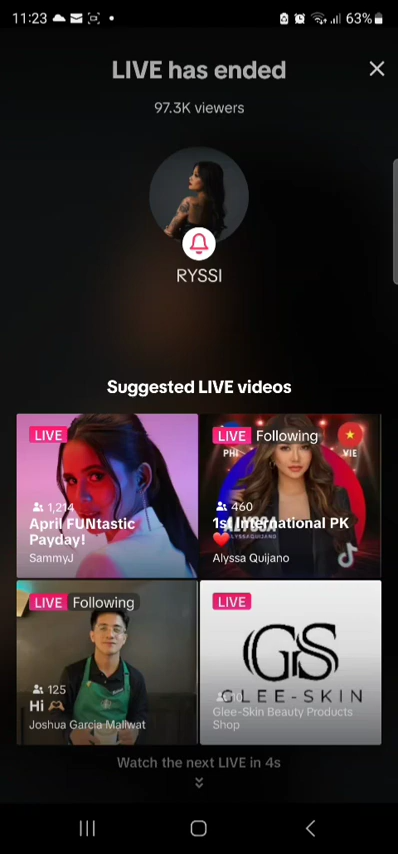 11:23
63%
LIVE has ended
97.3K viewers
RYSSI
Suggested LIVE videos
LIVE
1,214
April FUNtastic
Payday!
SammyJ
LIVE Following
PHI
VIE
460
1st International PK
❤️
ALYSSA
ALYSSAQUIJANO
Alyssa Quijano
LIVE Following
125
Hi 🫶🏼
Joshua Garcia Maliwat
LIVE
GS
GLEE-SKIN
Glee-Skin Beauty Products
Shop
Watch the next LIVE in 4s